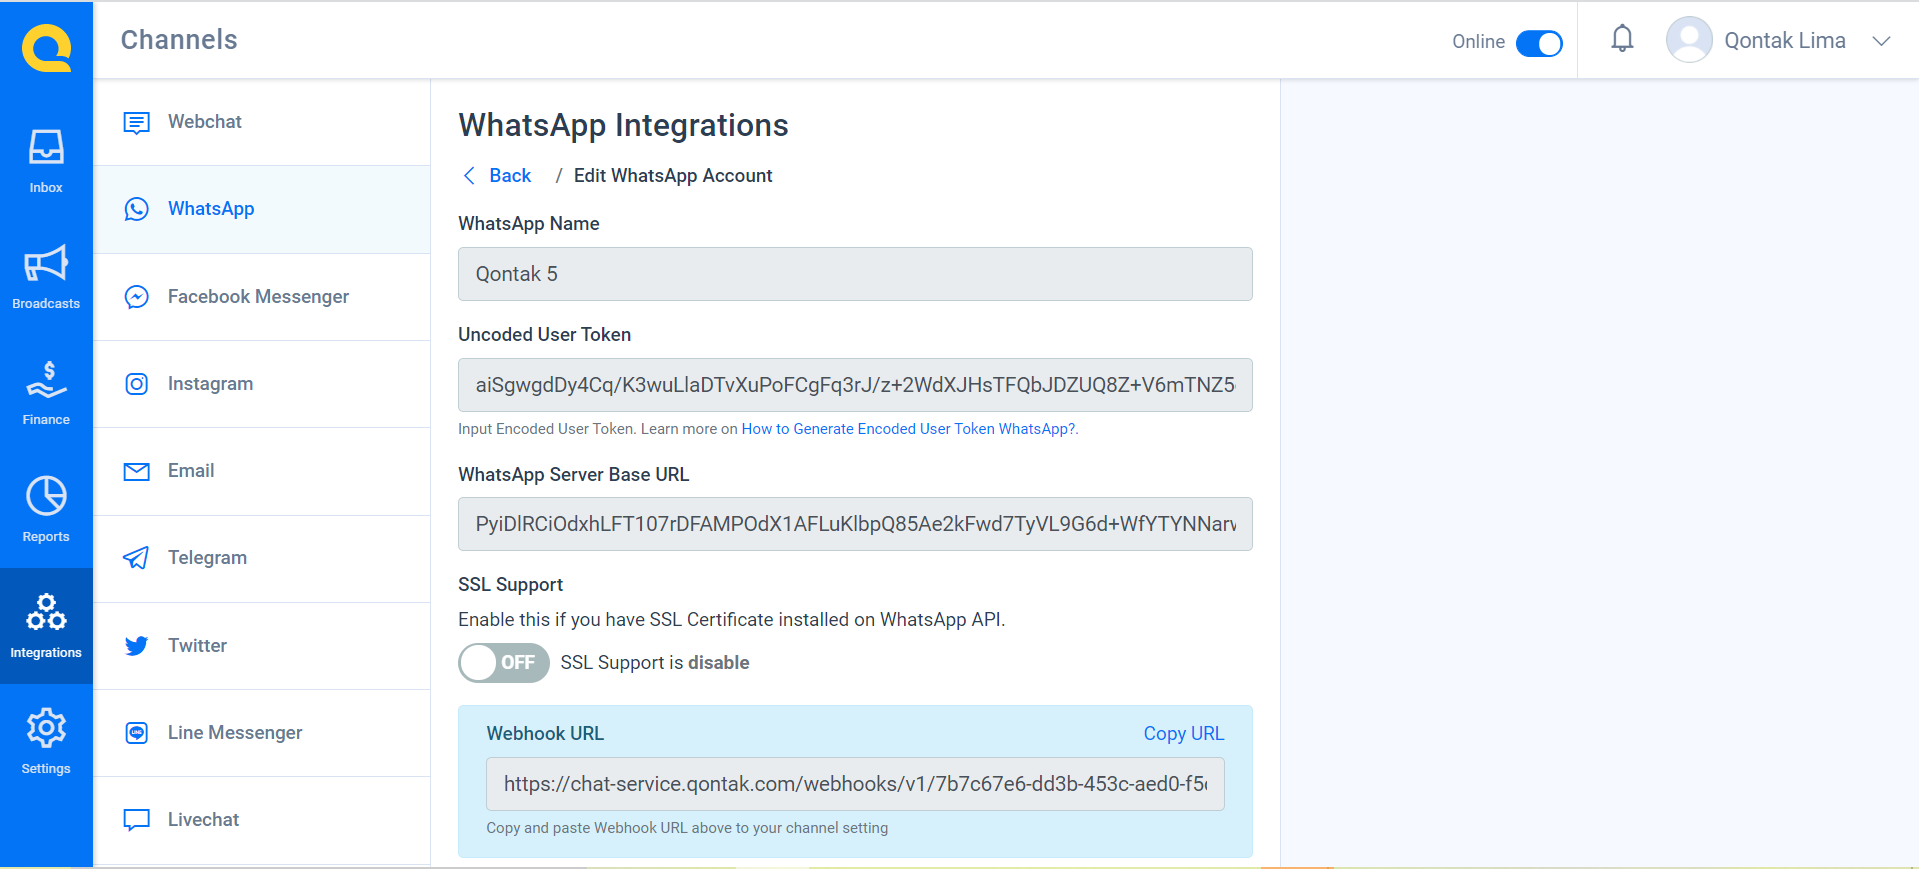 Channels
Online
Qontak Lima
Inbox
Broadcasts
Finance
Reports
Integrations
Settings
Webchat
WhatsApp
Facebook Messenger
Instagram
Email
Telegram
Twitter
Line Messenger
Livechat
WhatsApp Integrations
Back / Edit WhatsApp Account
WhatsApp Name
Qontak 5
Uncoded User Token
aiSgwgdDy4Cq/K3wuLlaDTvXuPoFCgFq3rJ/z+2WdXJHsTFQbJDZUQ8Z+V6mTNZ5
Input Encoded User Token. Learn more on How to Generate Encoded User Token WhatsApp?.
WhatsApp Server Base URL
PyiDlRCiOdxhLFT107rDFAMPOdX1AFLuKlbpQ85Ae2kFwd7TyVL9G6d+WfYTYNNarv
SSL Support
Enable this if you have SSL Certificate installed on WhatsApp API.
OFF SSL Support is disable
Webhook URL
Copy URL
https://chat-service.qontak.com/webhooks/v1/7b7c67e6-dd3b-453c-aed0-f5
Copy and paste Webhook URL above to your channel setting